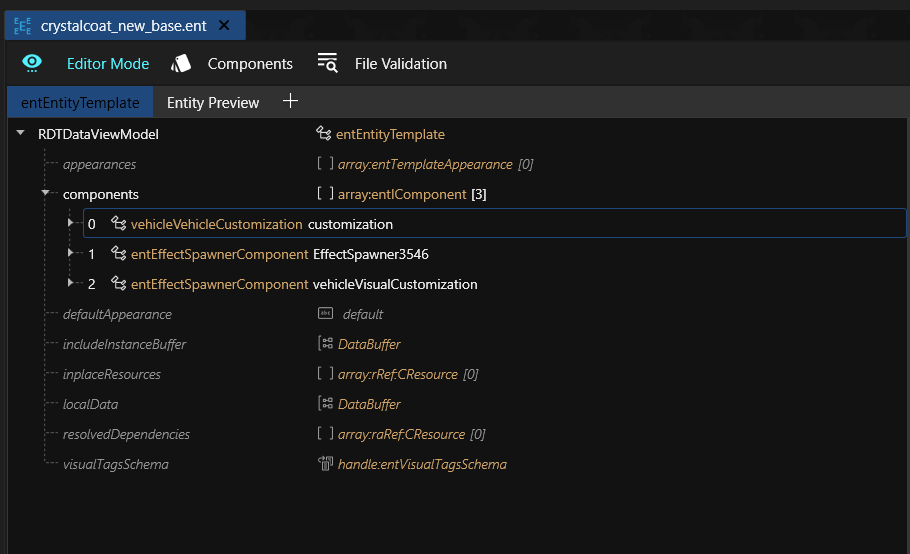 crystalcoat_new_base.ent
Editor Mode Components File Validation
entEntityTemplate Entity Preview
RDTDataViewModel entEntityTemplate
appearances array:entTemplateAppearance [0]
components array:entIComponent [3]
0 vehicleVehicleCustomization customization
1 entEffectSpawnerComponent EffectSpawner3546
2 entEffectSpawnerComponent vehicleVisualCustomization
defaultAppearance abc default
includeInstanceBuffer DataBuffer
inplaceResources array:rRef:CResource [0]
localData DataBuffer
resolvedDependencies array:raRef:CResource [0]
visualTagsSchema handle:entVisualTagsSchema